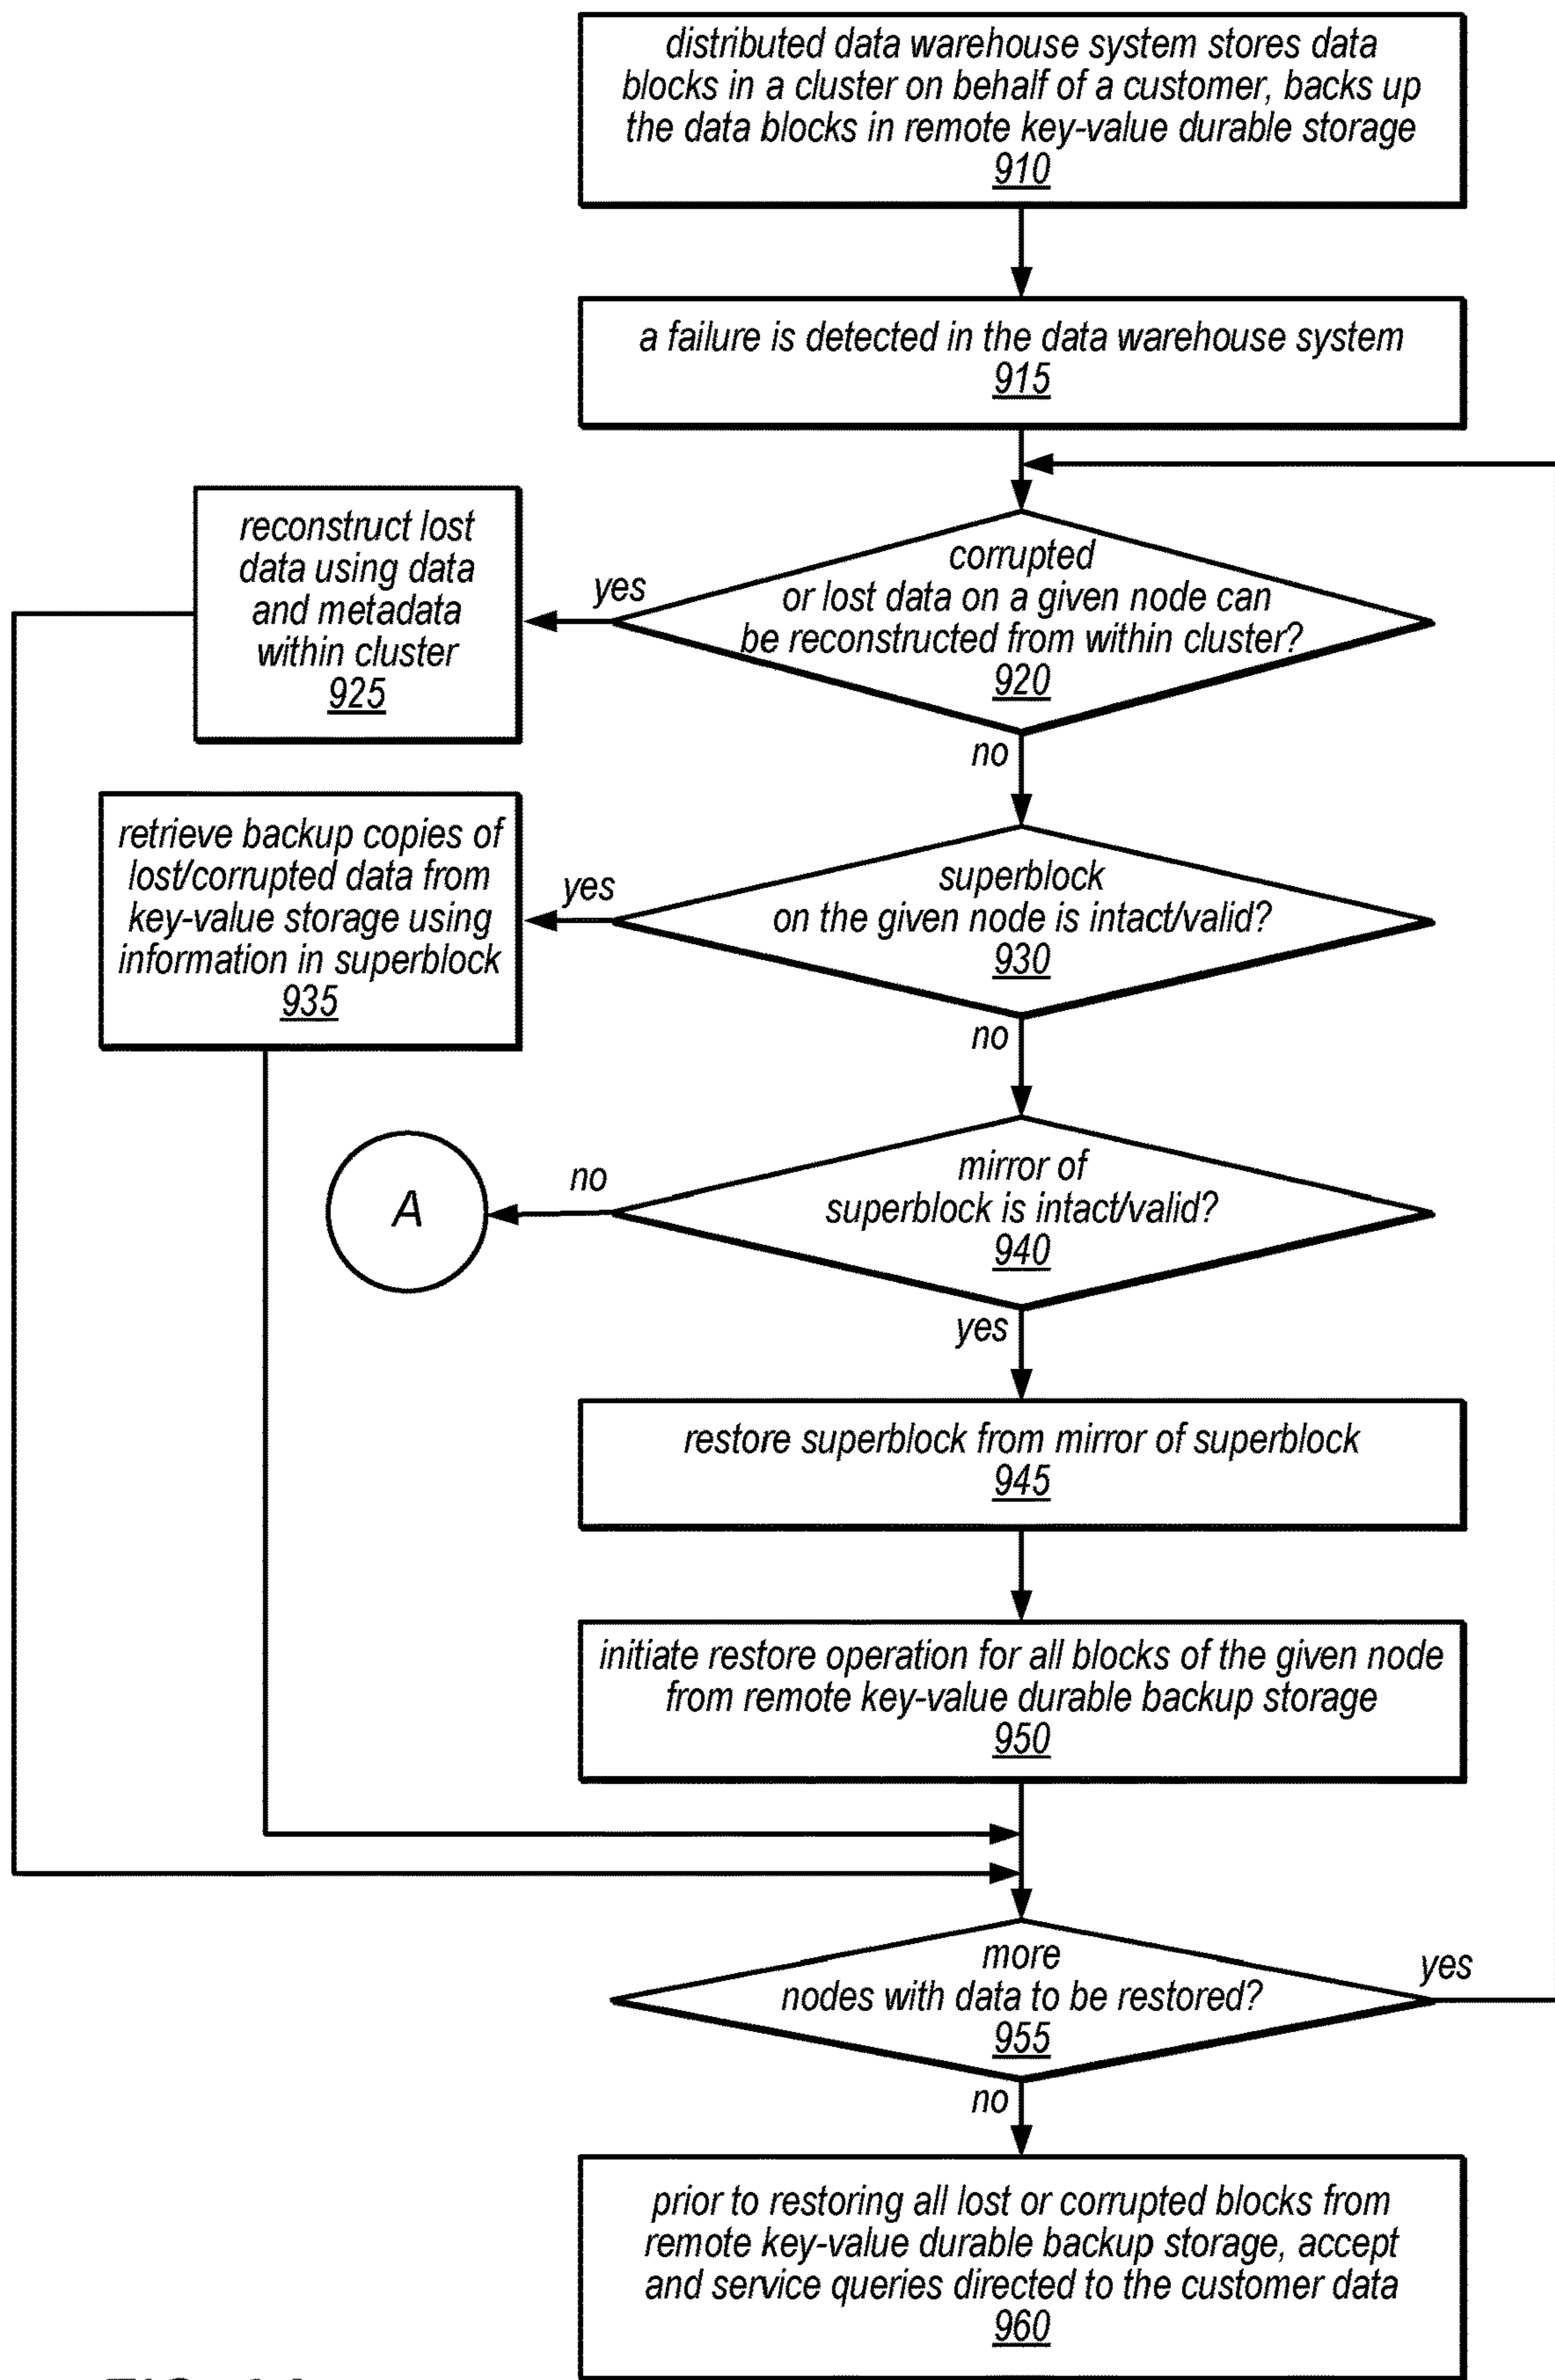 distributed data warehouse system stores data
blocks in a cluster on behalf of a customer, backs up
the data blocks in remote key-value durable storage
910
a failure is detected in the data warehouse system
915
reconstruct lost
data using data
and metadada
within cluster
925
yes
corrupted
or lost data on a given node can
be reconstructed from within cluster?
920
no
retrieve backup copies of
lost/corrupted data from
key-value storage using
information in superblock
935
yes
superblock
on the given node is intact/valid?
930
no
A
no
mirror of
superblock is intact/valid?
940
yes
restore superblock from mirror of superblock
945
initiate restore operation for all blocks of the given node
from remote key-value durable backup storage
950
more
nodes with data to be restored?
955
yes
no
prior to restoring all lost or corrupted blocks from
remote key-value durable backup storage, accept
and service queries directed to the customer data
960